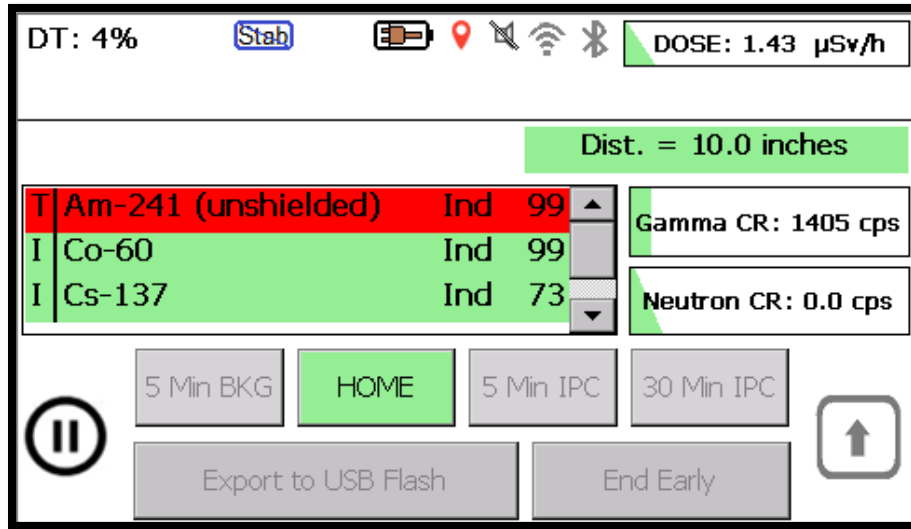 DT: 4% Stab DOSE: 1.43 µSv/h
Dist. = 10.0 inches
T Am-241 (unshielded) Ind 99
I Co-60 Ind 99
I Cs-137 Ind 73
Gamma CR: 1405 cps
Neutron CR: 0.0 cps
5 Min BKG HOME 5 Min IPC 30 Min IPC
Export to USB Flash End Early